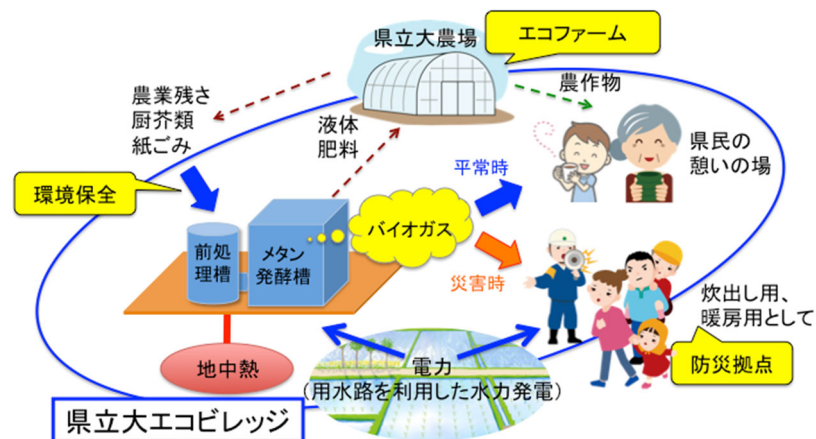 県立大農場
エコファーム
農業残さ
厨芥類
紙ごみ
液体
肥料
農作物
県民の
憩いの場
平常時
環境保全
前処
理槽
メタン
発酵槽
バイオガス
災害時
炊出し用、
暖房用として
防災拠点
地中熱
電力
(用水路を利用した水力発電)
県立大エコビレッジ